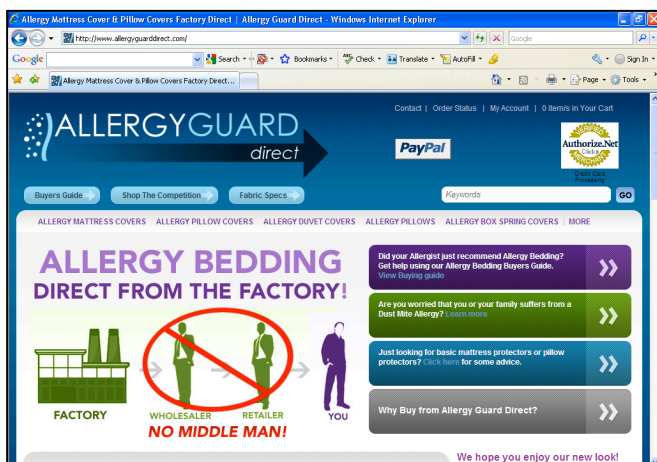 Allergy Mattress Cover & Pillow Covers Factory Direct | Allergy Guard Direct - Windows Internet Explorer
http://www.allergyguarddirect.com/
Google
Google
Search
Bookmarks
Check
Translate
AutoFill
Sign In
Allergy Mattress Cover & Pillow Covers Factory Direct...
Page
Tools
Contact | Order Status | My Account | 0 item/s in Your Cart
ALLERGYGUARD
direct
PayPal
VERIFIED
Authorize.Net
Click
MERCHANT
Credit Card
Processing
Buyers Guide
Shop The Competition
Fabric Specs
Keywords
GO
ALLERGY MATTRESS COVERS ALLERGY PILLOW COVERS ALLERGY DUVET COVERS ALLERGY PILLOWS ALLERGY BOX SPRING COVERS | MORE
ALLERGY BEDDING
DIRECT FROM THE FACTORY!
FACTORY
WHOLESALER
RETAILER
YOU
NO MIDDLE MAN!
Did your Allergist just recommend Allergy Bedding?
Get help using our Allergy Bedding Buyers Guide.
View Buying guide
Are you worried that you or your family suffers from a
Dust Mite Allergy? Learn more
Just looking for basic mattress protectors or pillow
protectors? Click here for some advice.
Why Buy from Allergy Guard Direct?
We hope you enjoy our new look!